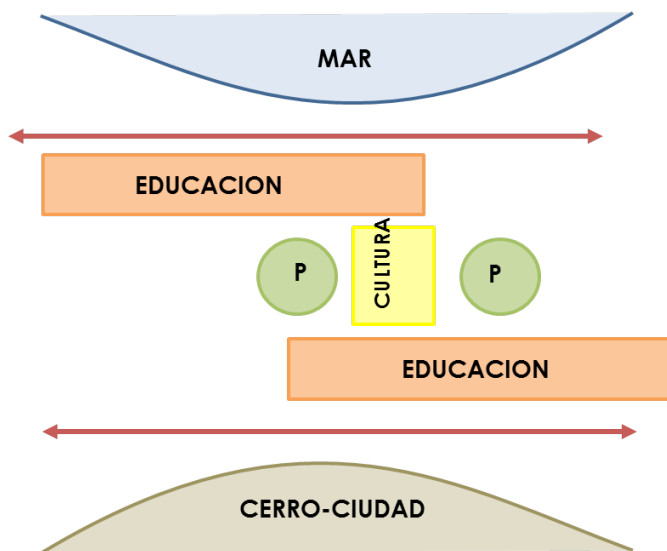 MAR
EDUCACION
P
CULTURA
P
EDUCACION
CERRO-CIUDAD